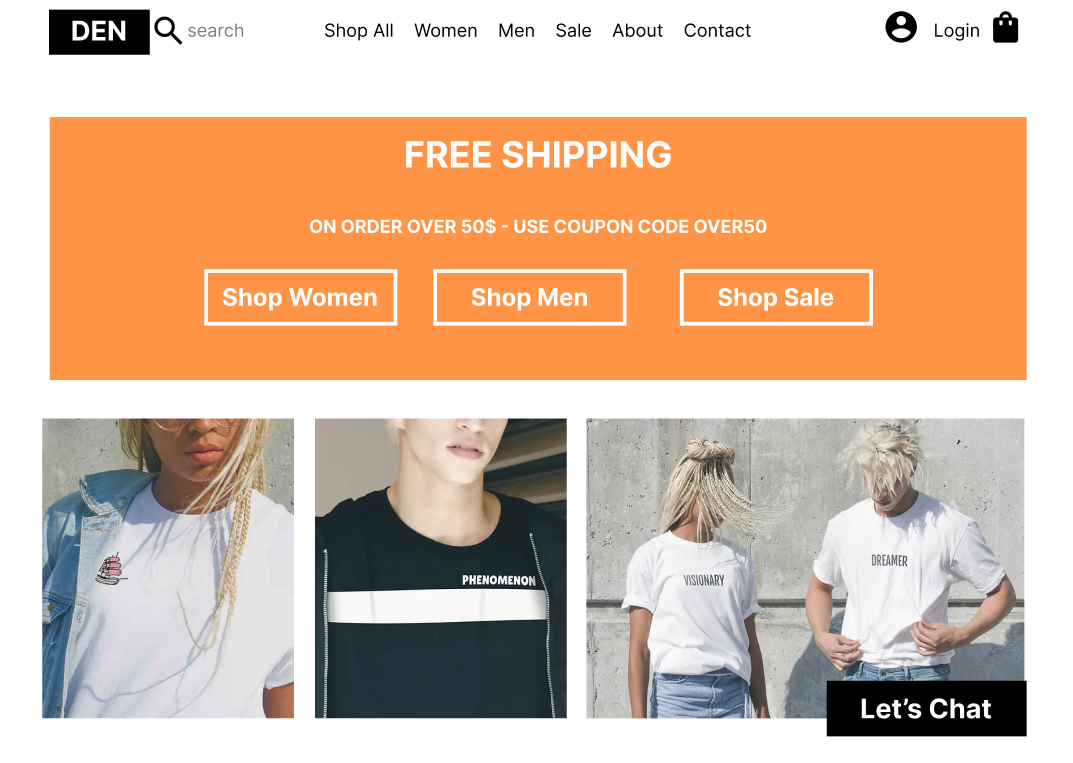 DEN search Shop All Women Men Sale About Contact Login
FREE SHIPPING
ON ORDER OVER 50$ - USE COUPON CODE OVER50
Shop Women Shop Men Shop Sale
PHENOMENON
VISIONARY
DREAMER
Let’s Chat